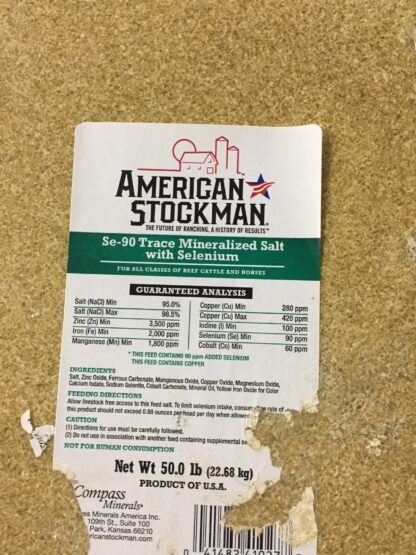 AMERICAN
STOCKMAN
THE FUTURE OF RANCHING, A HISTORY OF RESULTS™
Se-90 Trace Mineralized Salt
with Selenium
FOR ALL CLASSES OF BEEF CATTLE AND HORSES
GUARANTEED ANALYSIS
Salt (NaCl) Min 95.0%
Salt (NaCl) Max 98.5%
Zinc (Zn) Min 3,500 ppm
Iron (Fe) Min 2,000 ppm
Manganese (Mn) Min 1,800 ppm
Copper (Cu) Min 280 ppm
Copper (Cu) Max 420 ppm
Iodine (I) Min 100 ppm
Selenium (Se) Min 90 ppm
Cobalt (Co) Min 60 ppm
*THIS FEED CONTAINS 90 ppm ADDED SELENIUM
THIS FEED CONTAINS COPPER
INGREDIENTS
Salt, Zinc Oxide, Ferrous Carbonate, Manganous Oxide, Copper Oxide, Magnesium Oxide,
Calcium Iodate, Sodium Selenite, Cobalt Carbonate, Mineral Oil, Yellow Iron Oxide for Color
FEEDING DIRECTIONS
Allow livestock free access to this feed salt. To limit selenium intake, consumption rate of
this product should not exceed 0.88 ounces per head per day when allowed
CAUTION
(1) Directions for use must be carefully followed.
(2) Do not use in association with another feed containing supplemental se
NOT FOR HUMAN CONSUMPTION
Net Wt 50.0 lb (22.68 kg)
PRODUCT OF U.S.A.
Compass
Minerals
ss Minerals America Inc.
109th St., Suite 100
Park, Kansas 66210
ericanstockman.com